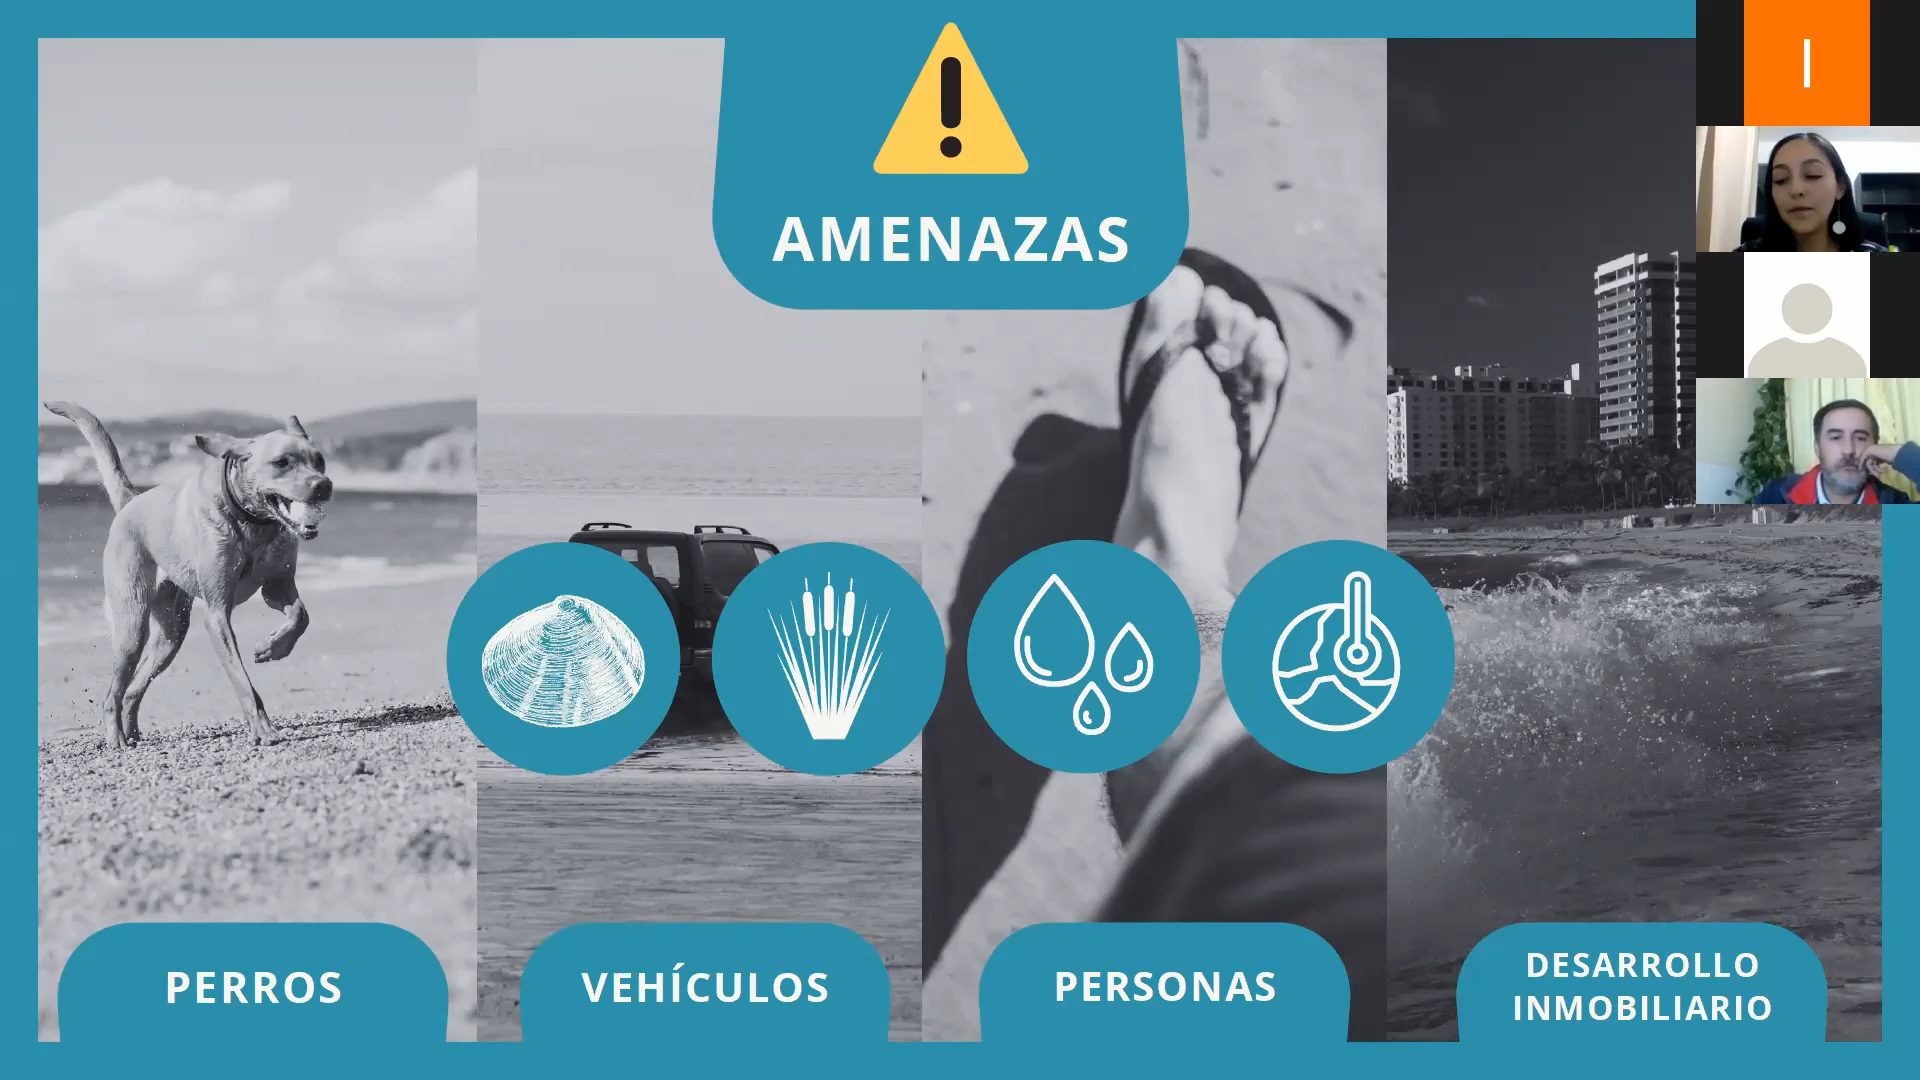 AMENAZAS
I
PERROS
VEHÍCULOS
PERSONAS
DESARROLLO
INMOBILIARIO